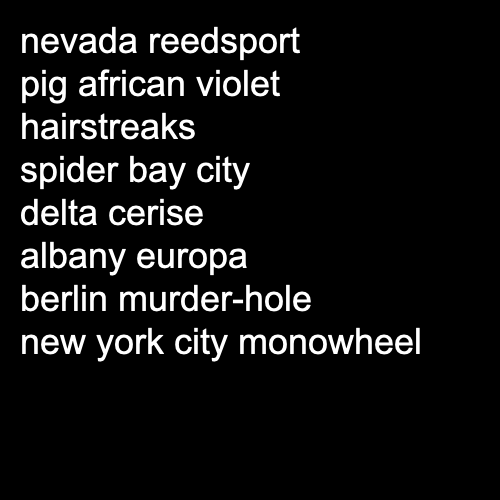 nevada reedsport
pig african violet
hairstreaks
spider bay city
delta cerise
albany europa
berlin murder-hole
new york city monowheel